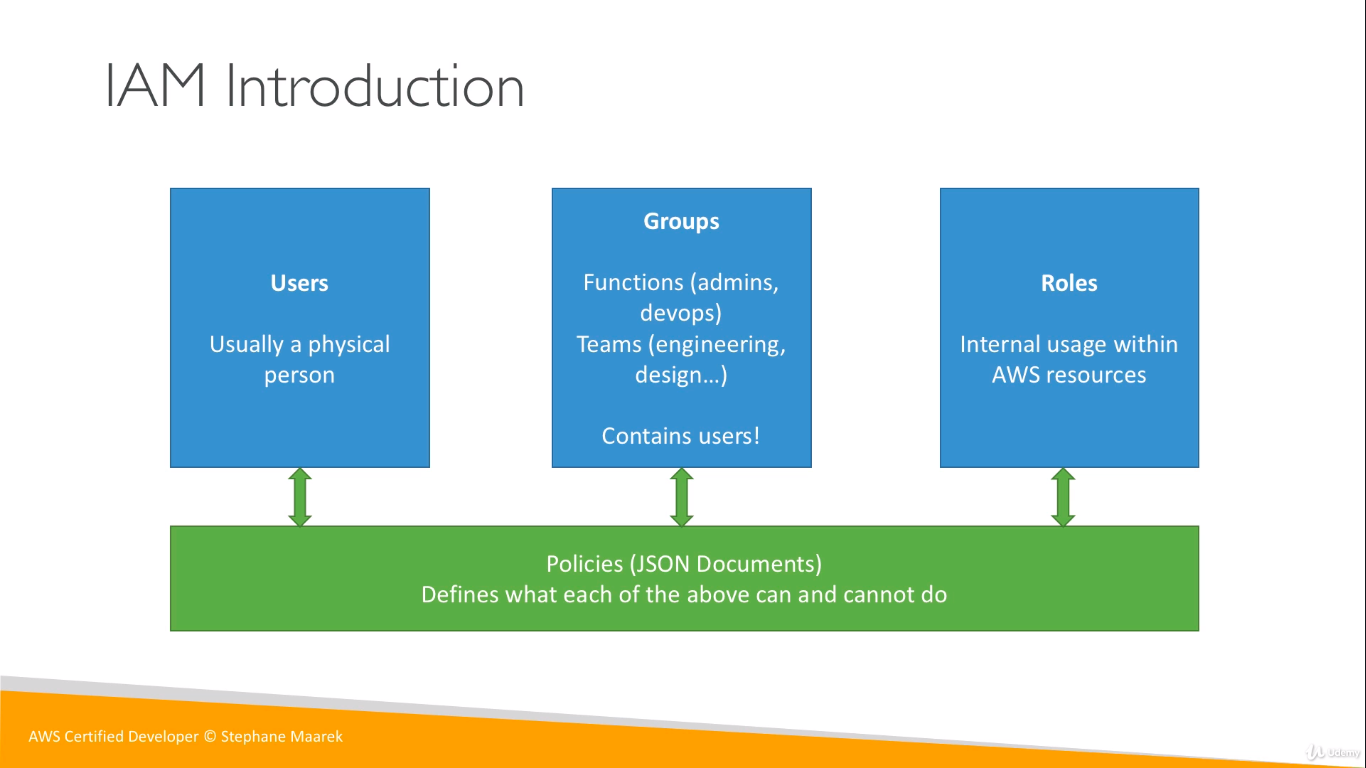 IAM Introduction
Users
Usually a physical
person
Groups
Functions (admins,
devops)
Teams (engineering,
design…)
Contains users!
Roles
Internal usage within
AWS resources
Policies (JSON Documents)
Defines what each of the above can and cannot do
AWS Certified Developer © Stephane Maarek
Udemy